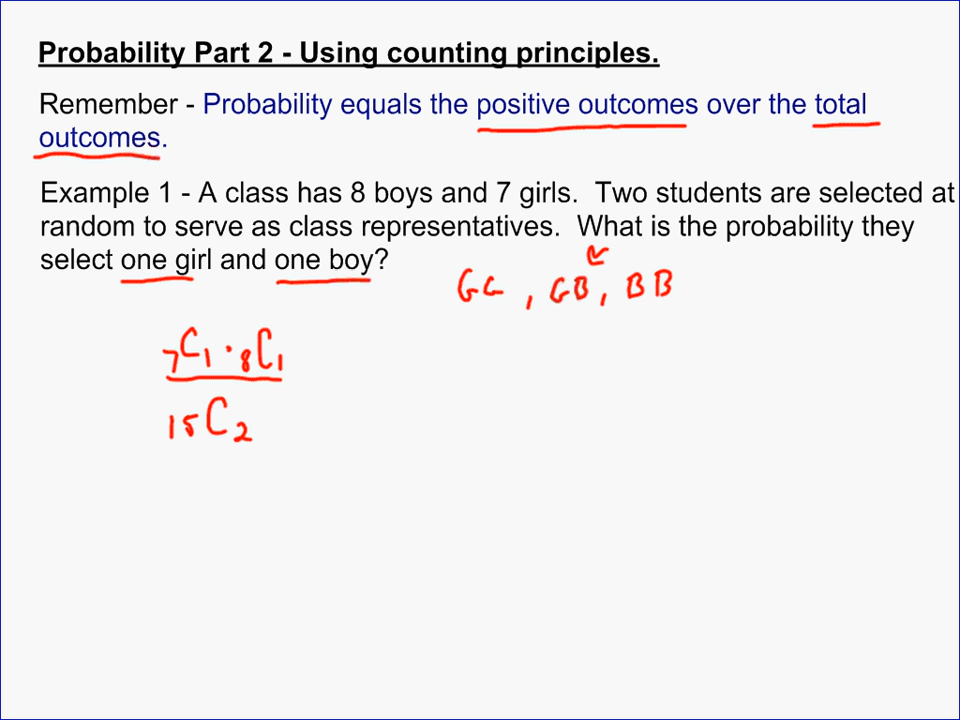 Probability Part 2 - Using counting principles.
Remember - Probability equals the positive outcomes over the total
outcomes.
Example 1 - A class has 8 boys and 7 girls.  Two students are selected at
random to serve as class representatives.  What is the probability they
select one girl and one boy?
GG, GB, BB
7C1 · 8C1
15C2